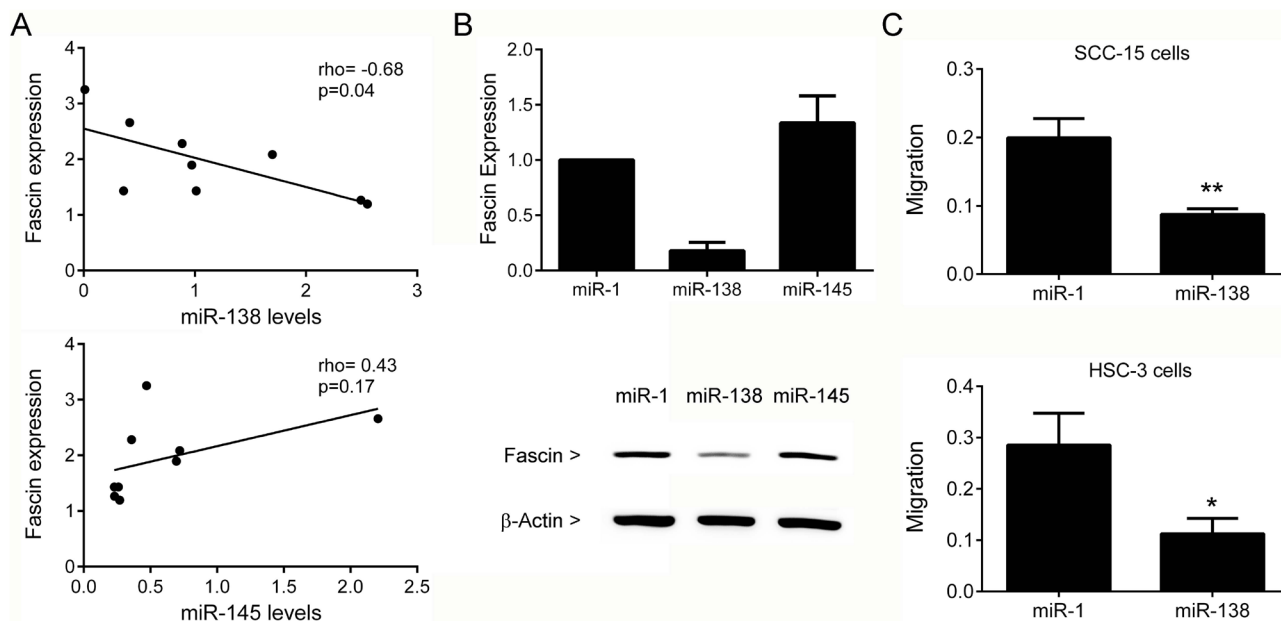 A
rho= -0.68
p=0.04
Fascin expression
4
3
2
1
0
0 1 2 3
miR-138 levels
rho= 0.43
p=0.17
Fascin expression
4
3
2
1
0
0.0 0.5 1.0 1.5 2.0 2.5
miR-145 levels
B
Fascin Expression
2.0
1.5
1.0
0.5
0.0
miR-1 miR-138 miR-145
miR-1 miR-138 miR-145
Fascin >
β-Actin >
C
SCC-15 cells
Migration
0.3
0.2
0.1
0.0
**
miR-1 miR-138
HSC-3 cells
Migration
0.4
0.3
0.2
0.1
0.0
*
miR-1 miR-138